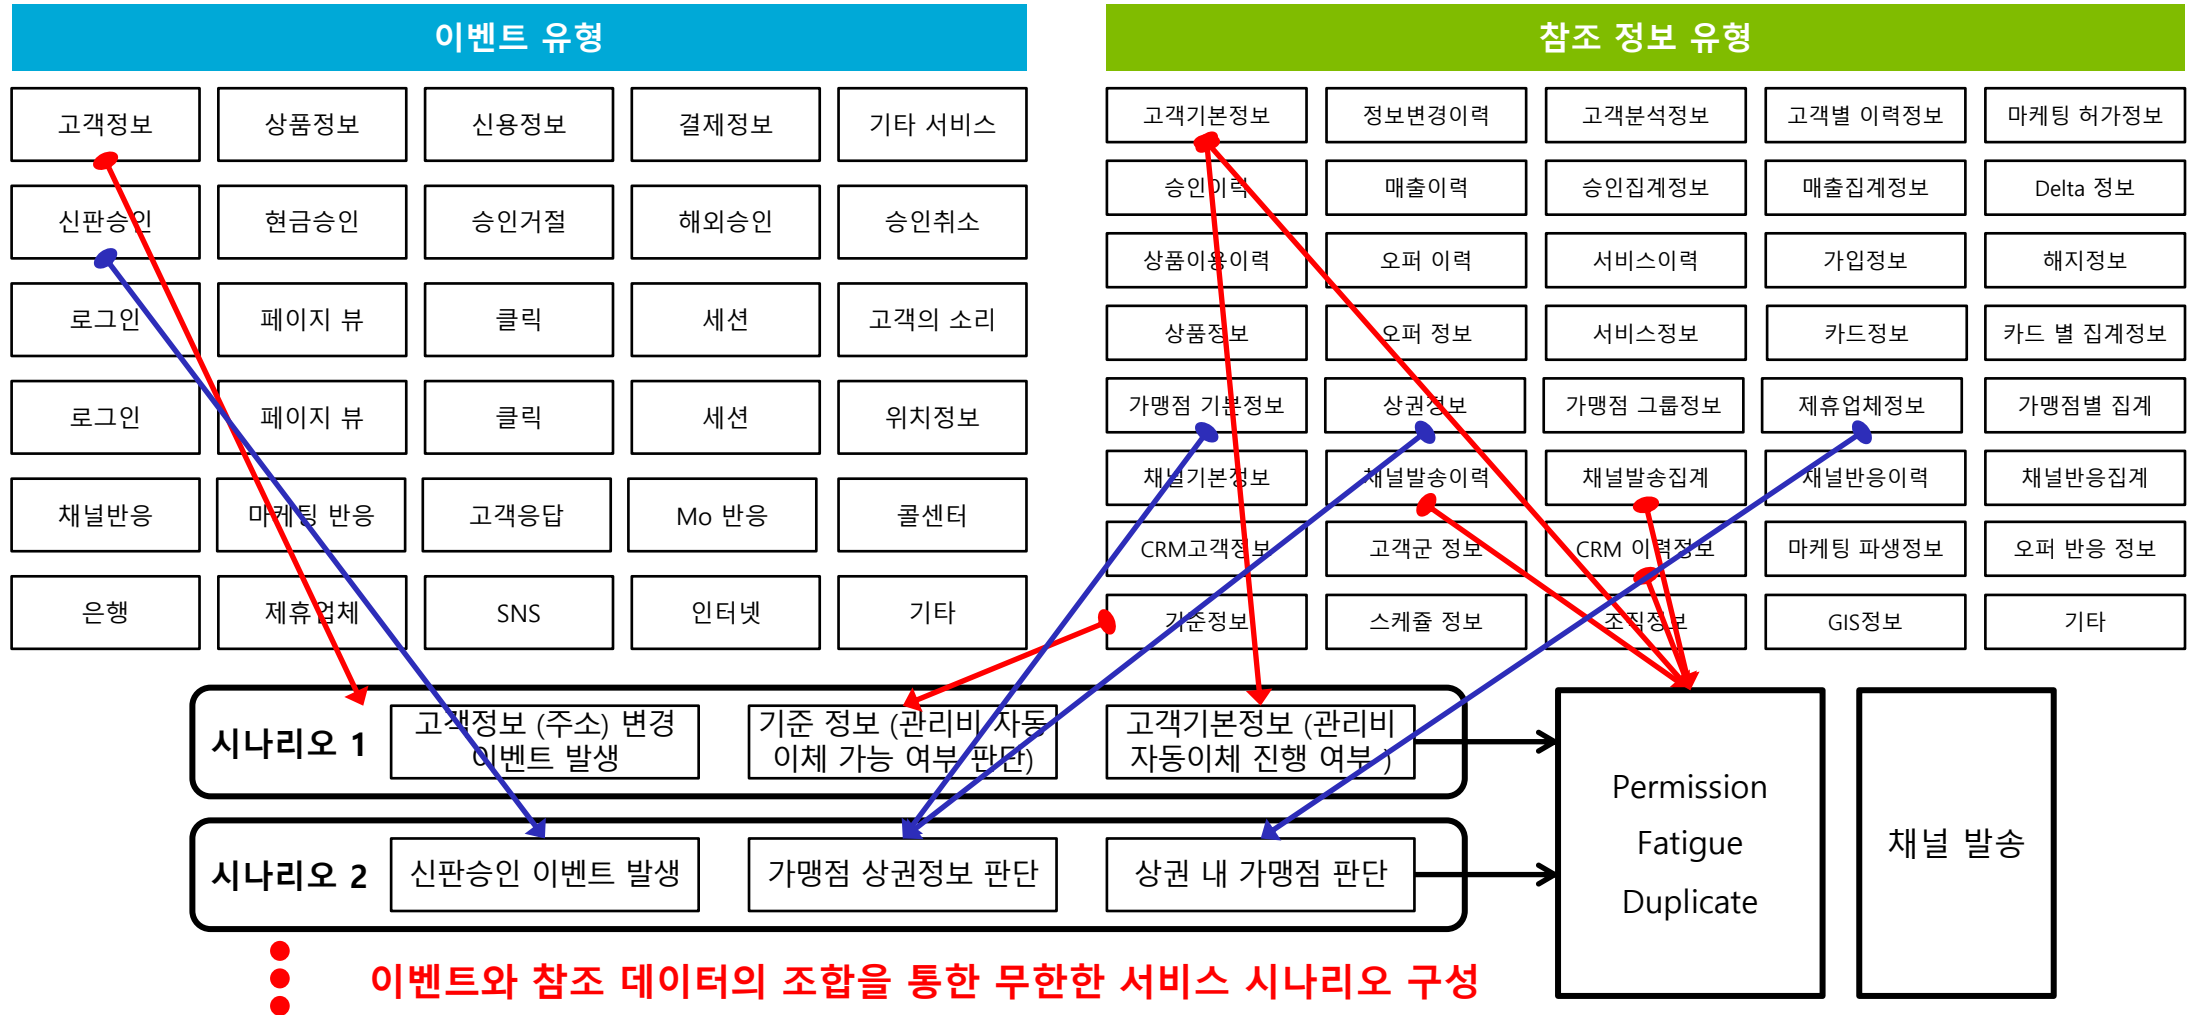 이벤트 유형
고객정보
상품정보
신용정보
결제정보
기타 서비스
신판승인
현금승인
승인거절
해외승인
승인취소
로그인
페이지 뷰
클릭
세션
고객의 소리
로그인
페이지 뷰
클릭
세션
위치정보
채널반응
마케팅 반응
고객응답
Mo 반응
콜센터
은행
제휴업체
SNS
인터넷
기타
참조 정보 유형
고객기본정보
정보변경이력
고객분석정보
고객별 이력정보
마케팅 허가정보
승인이력
매출이력
승인집계정보
매출집계정보
Delta 정보
상품이용이력
오퍼 이력
서비스이력
가입정보
해지정보
상품정보
오퍼 정보
서비스정보
카드정보
카드 별 집계정보
가맹점 기본정보
상권정보
가맹점 그룹정보
제휴업체정보
가맹점별 집계
채널기본정보
채널발송이력
채널발송집계
채널반응이력
채널반응집계
CRM고객정보
고객군 정보
CRM 이력정보
마케팅 파생정보
오퍼 반응 정보
기준정보
스케쥴 정보
조직정보
GIS정보
기타
시나리오 1
고객정보 (주소) 변경
이벤트 발생
기준 정보 (관리비 자동
이체 가능 여부 판단)
고객기본정보 (관리비
자동이체 진행 여부 )
시나리오 2
신판승인 이벤트 발생
가맹점 상권정보 판단
상권 내 가맹점 판단
Permission
Fatigue
Duplicate
채널 발송
이벤트와 참조 데이터의 조합을 통한 무한한 서비스 시나리오 구성